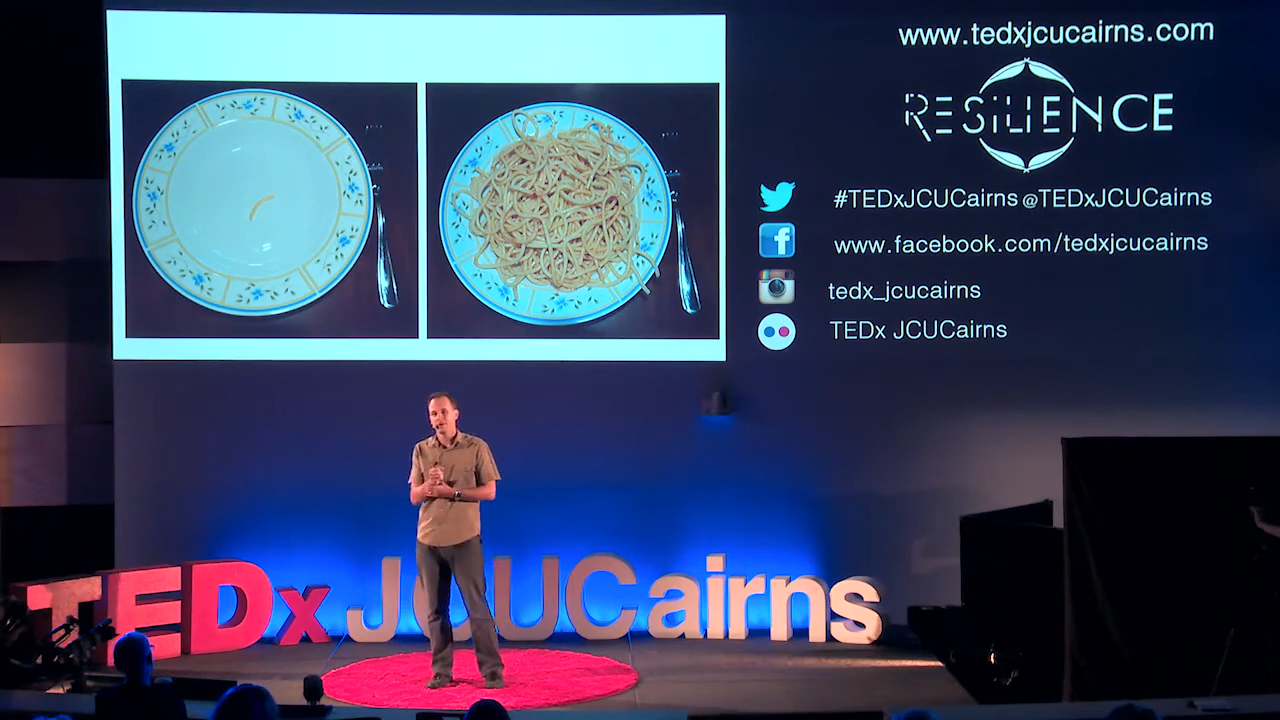 www.tedxjcucairns.com
RESILIENCE
#TEDxJCUCairns @TEDxJCUCairns
www.facebook.com/tedxjcucairns
tedx_jcucairns
TEDx JCUCairns
TEDx JCUCairns